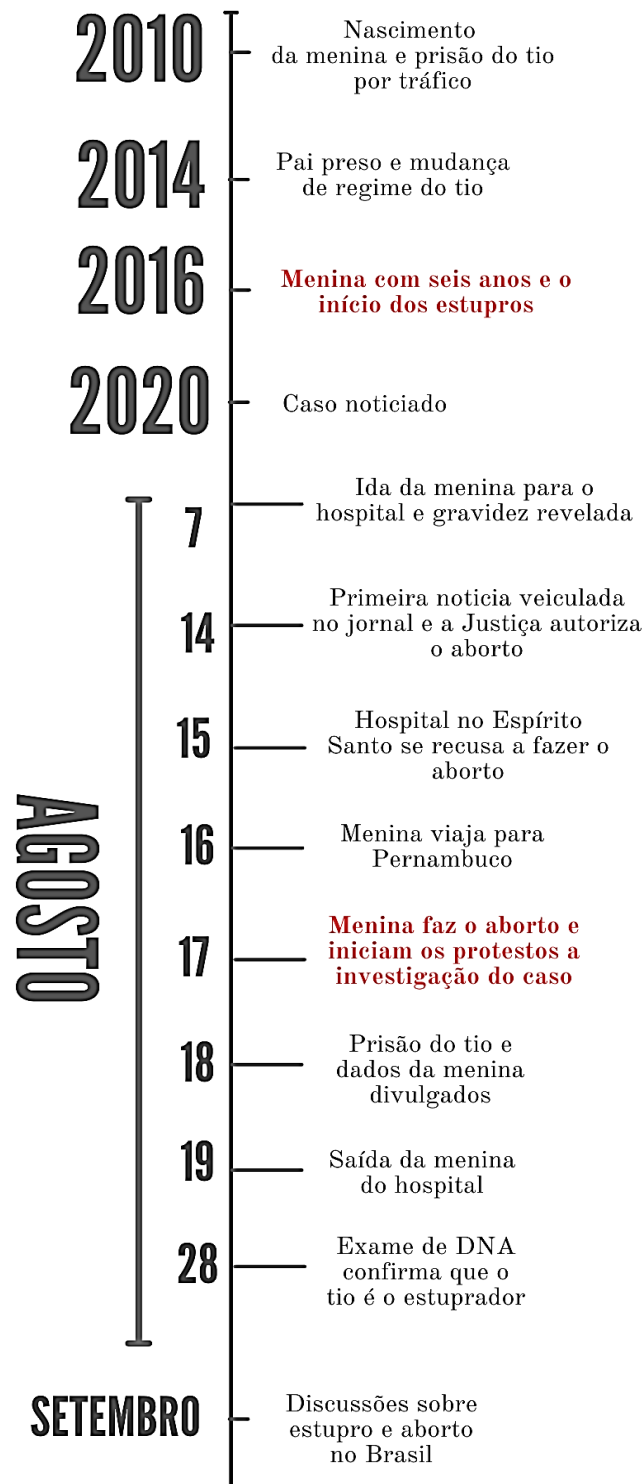 2010
Nascimento
da menina e prisão do tio
por tráfico
2014
Pai preso e mudança
de regime do tio
2016
Menina com seis anos e o
início dos estupros
2020
Caso noticiado
AGOSTO
7
Ida da menina para o
hospital e gravidez revelada
14
Primeira noticia veiculada
no jornal e a Justiça autoriza
o aborto
15
Hospital no Espírito
Santo se recusa a fazer o
aborto
16
Menina viaja para
Pernambuco
17
Menina faz o aborto e
iniciam os protestos a
investigação do caso
18
Prisão do tio e
dados da menina
divulgados
19
Saída da menina
do hospital
28
Exame de DNA
confirma que o
tio é o estuprador
SETEMBRO
Discussões sobre
estupro e aborto
no Brasil